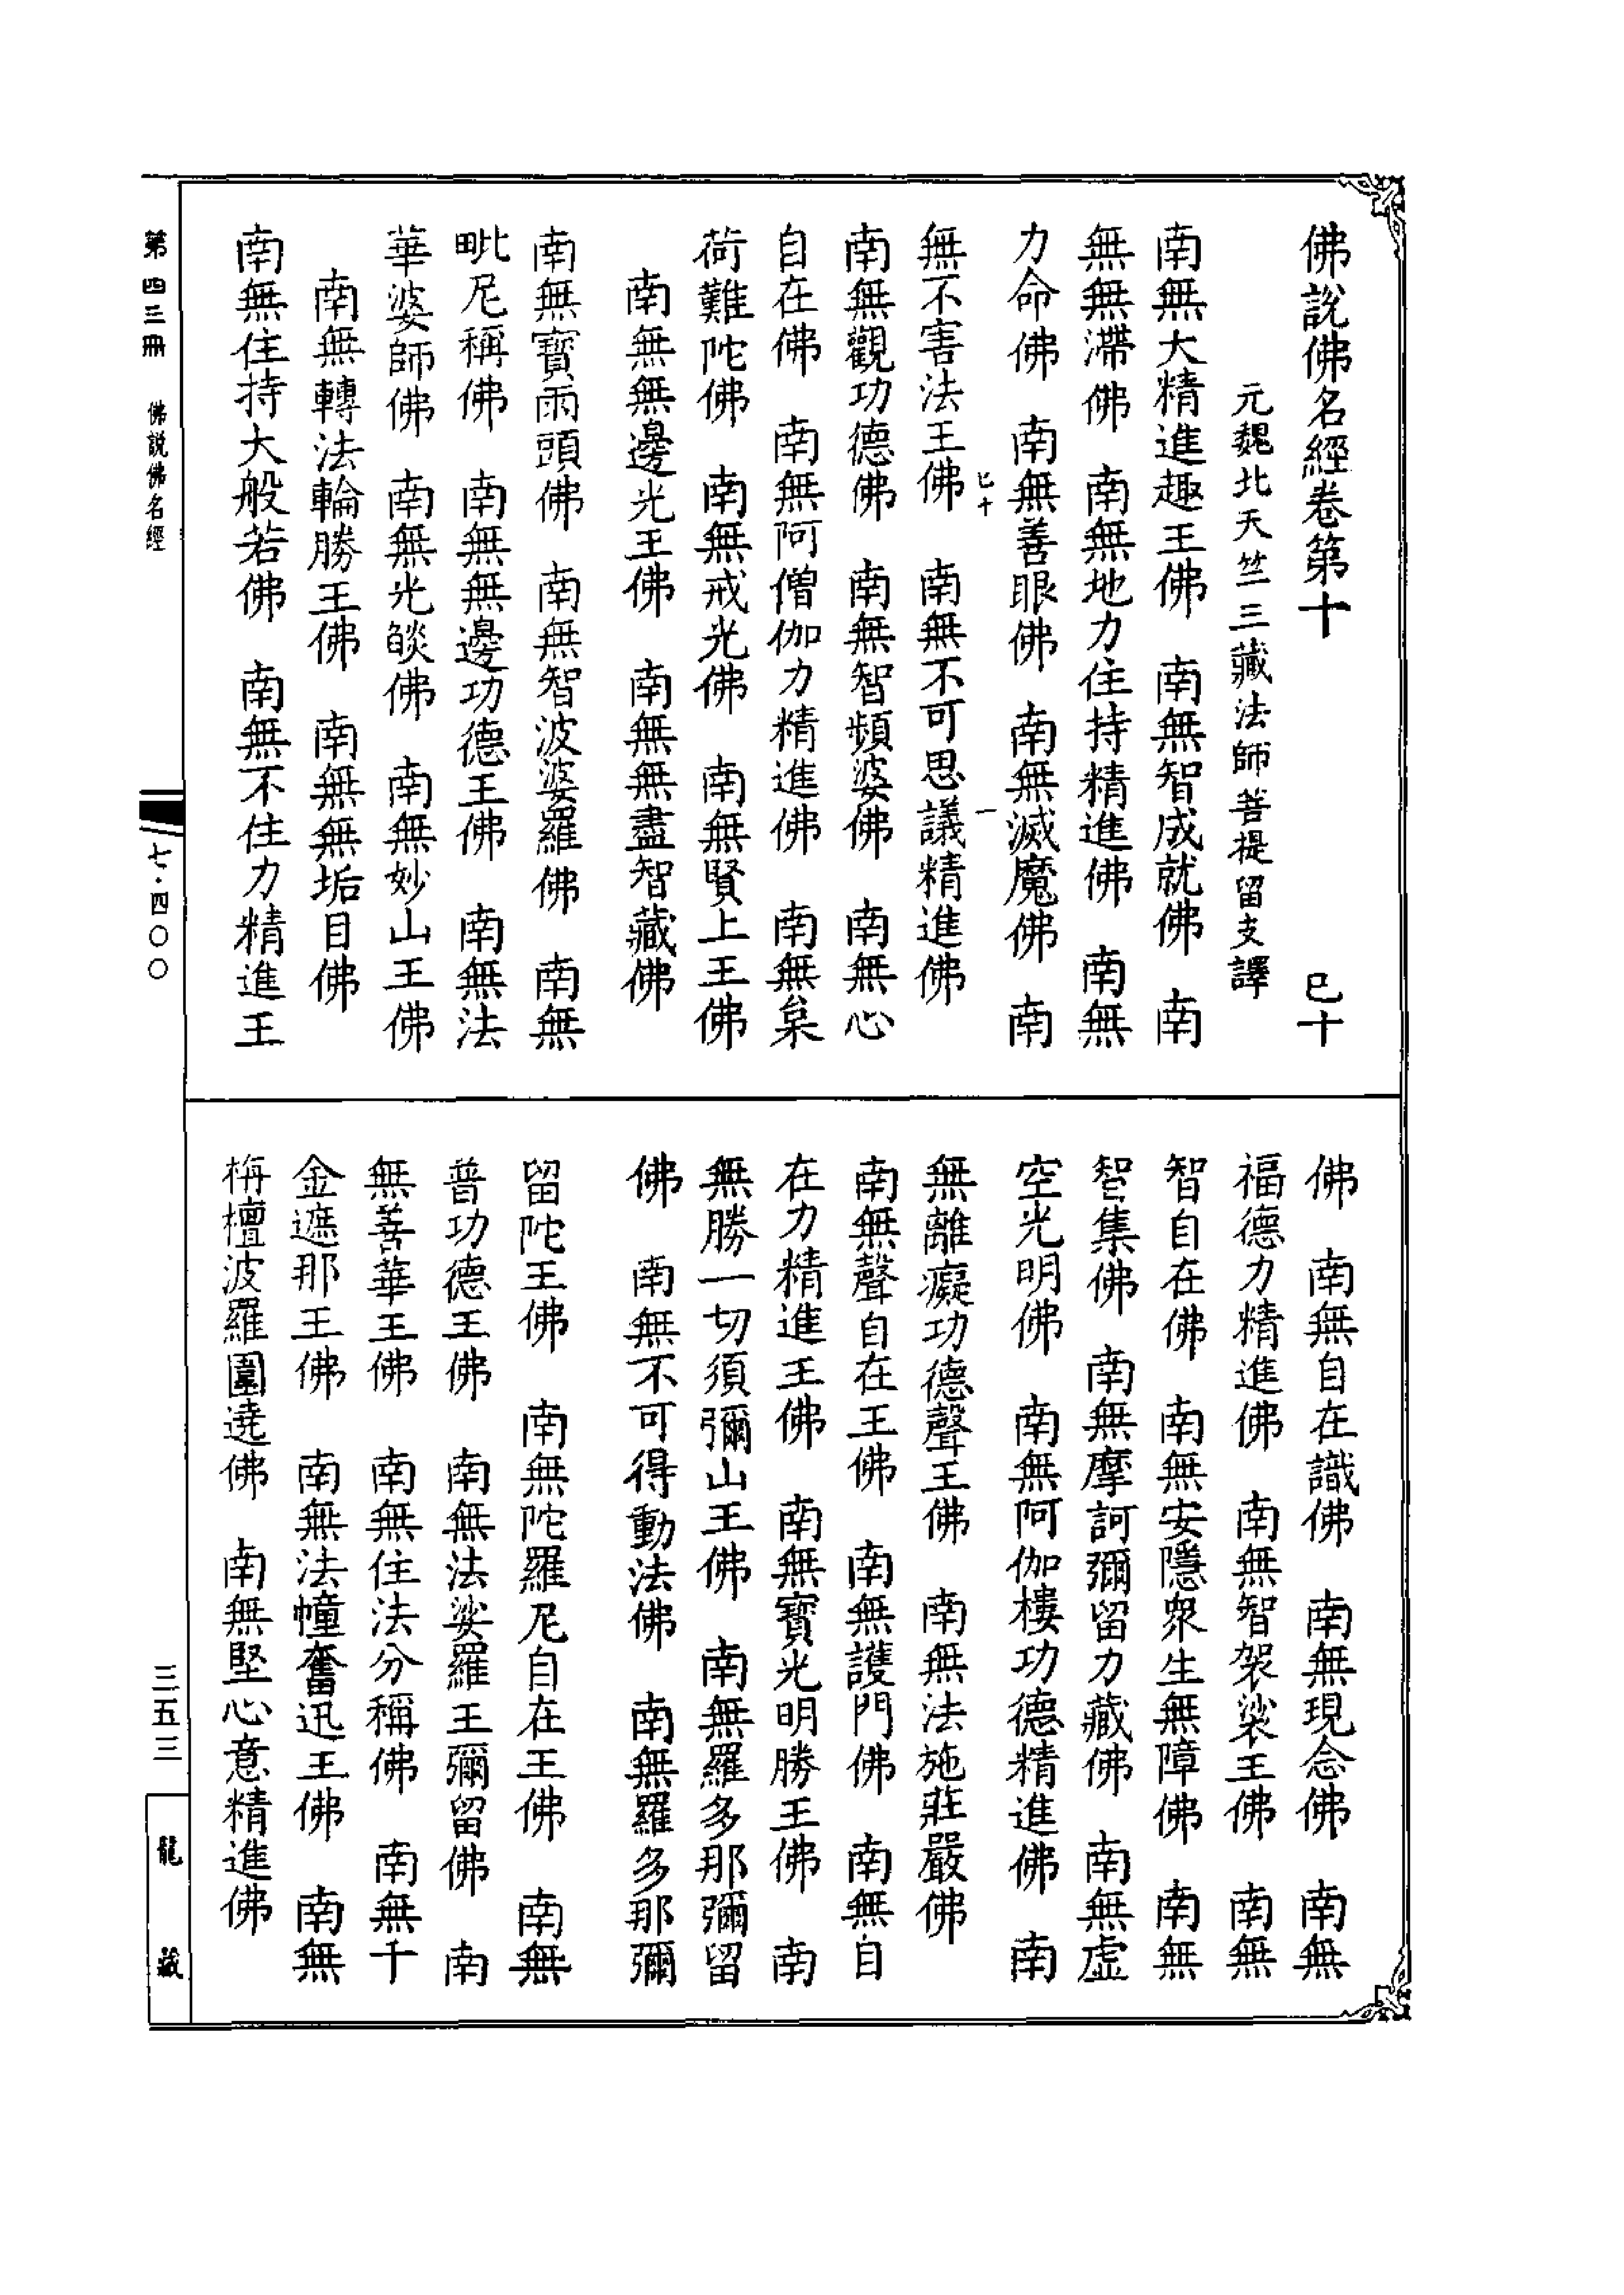 佛說佛名經卷第十　已十
元魏北天竺三藏法師菩提留支譯
南無大精進趣王佛　南無智成就佛　南
無無滯佛　南無地力住持精進佛　南無
力命佛　南無善眼佛　南無滅魔佛　南
已十　一
無不害法王佛　南無不可思議精進佛
南無觀功德佛　南無智頻婆佛　南無心
自在佛　南無阿僧伽力精進佛　南無㚖
荷難陀佛　南無戒光佛　南無賢上王佛
南無無邊光王佛　南無無盡智藏佛
南無寶雨頭佛　南無智波婆羅佛　南無
毗尼稱佛　南無無邊功德王佛　南無法
華婆師佛　南無光燄佛　南無妙山王佛
南無轉法輪勝王佛　南無無垢目佛
南無住持大般若佛　南無不住力精進王
佛　南無自在識佛　南無現念佛　南無
福德力精進佛　南無智袈裟王佛　南無
智自在佛　南無安隱眾生無障佛　南無
智集佛　南無摩訶彌留力藏佛　南無虛
空光明佛　南無阿伽樓功德精進佛　南
無離癡功德聲王佛　南無法施莊嚴佛
南無聲自在王佛　南無護門佛　南無自
在力精進王佛　南無寶光明勝王佛　南
無勝一切須彌山王佛　南無羅多那彌留
佛　南無不可得動法佛　南無羅多那彌
留陀王佛　南無陀羅尼自在王佛　南無
普功德王佛　南無法娑羅王彌留佛　南
無善華王佛　南無住法分稱佛　南無千
金遮那王佛　南無法幢奮迅王佛　南無
栴檀波羅圍遶佛　南無堅心意精進佛
第四三冊　佛說佛名經
七·四〇〇
三五三
龍藏